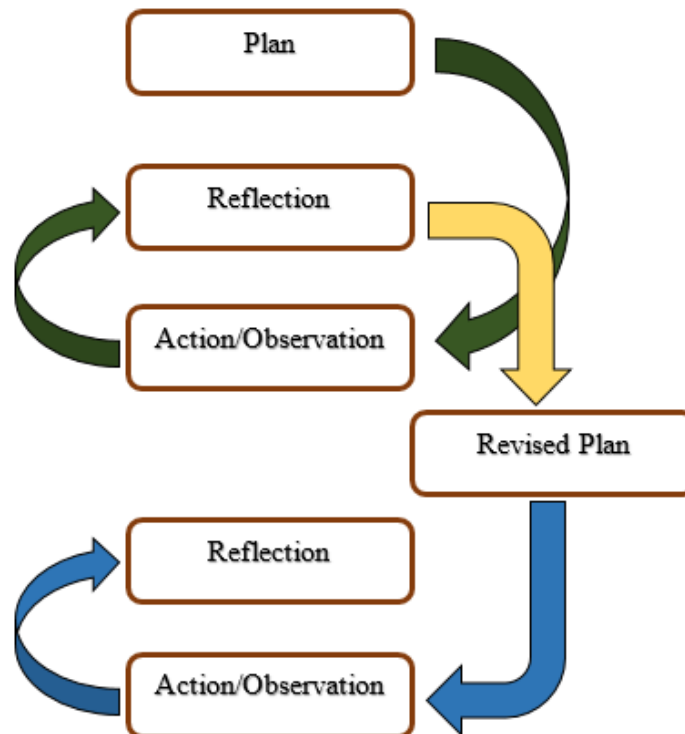 Plan
Reflection
Action/Observation
Revised Plan
Reflection
Action/Observation